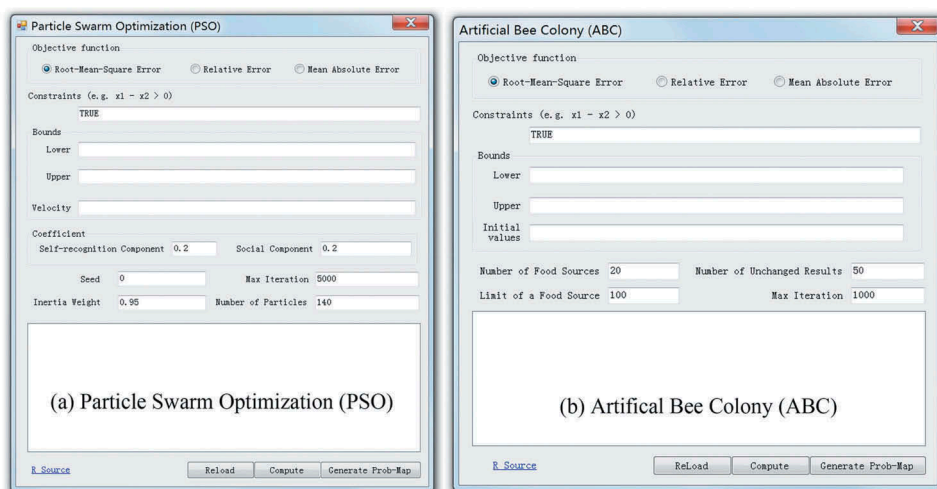 Particle Swarm Optimization (PSO)
Objective function
Root-Mean-Square Error Relative Error Mean Absolute Error
Constraints (e.g. x1 - x2 > 0)
TRUE
Bounds
Lower
Upper
Velocity
Coefficient
Self-recognition Component 0.2 Social Component 0.2
Seed 0 Max Iteration 5000
Inertia Weight 0.95 Number of Particles 140
(a) Particle Swarm Optimization (PSO)
R Source Reload Compute Generate Prob-Map
Artificial Bee Colony (ABC)
Objective function
Root-Mean-Square Error Relative Error Mean Absolute Error
Constraints (e.g. x1 - x2 > 0)
TRUE
Bounds
Lower
Upper
Initial
values
Number of Food Sources 20 Number of Unchanged Results 50
Limit of a Food Source 100 Max Iteration 1000
(b) Artifical Bee Colony (ABC)
R Source ReLoad Compute Generate Prob-Map